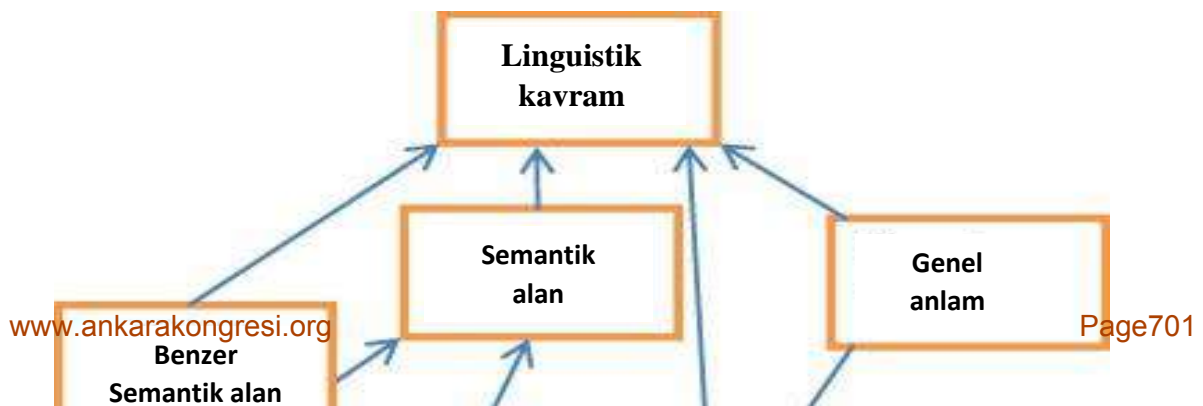 Linguistik
kavram
Semantik
alan
Genel
anlam
www.ankarakongresi.org
Page701
Benzer
Semantik alan